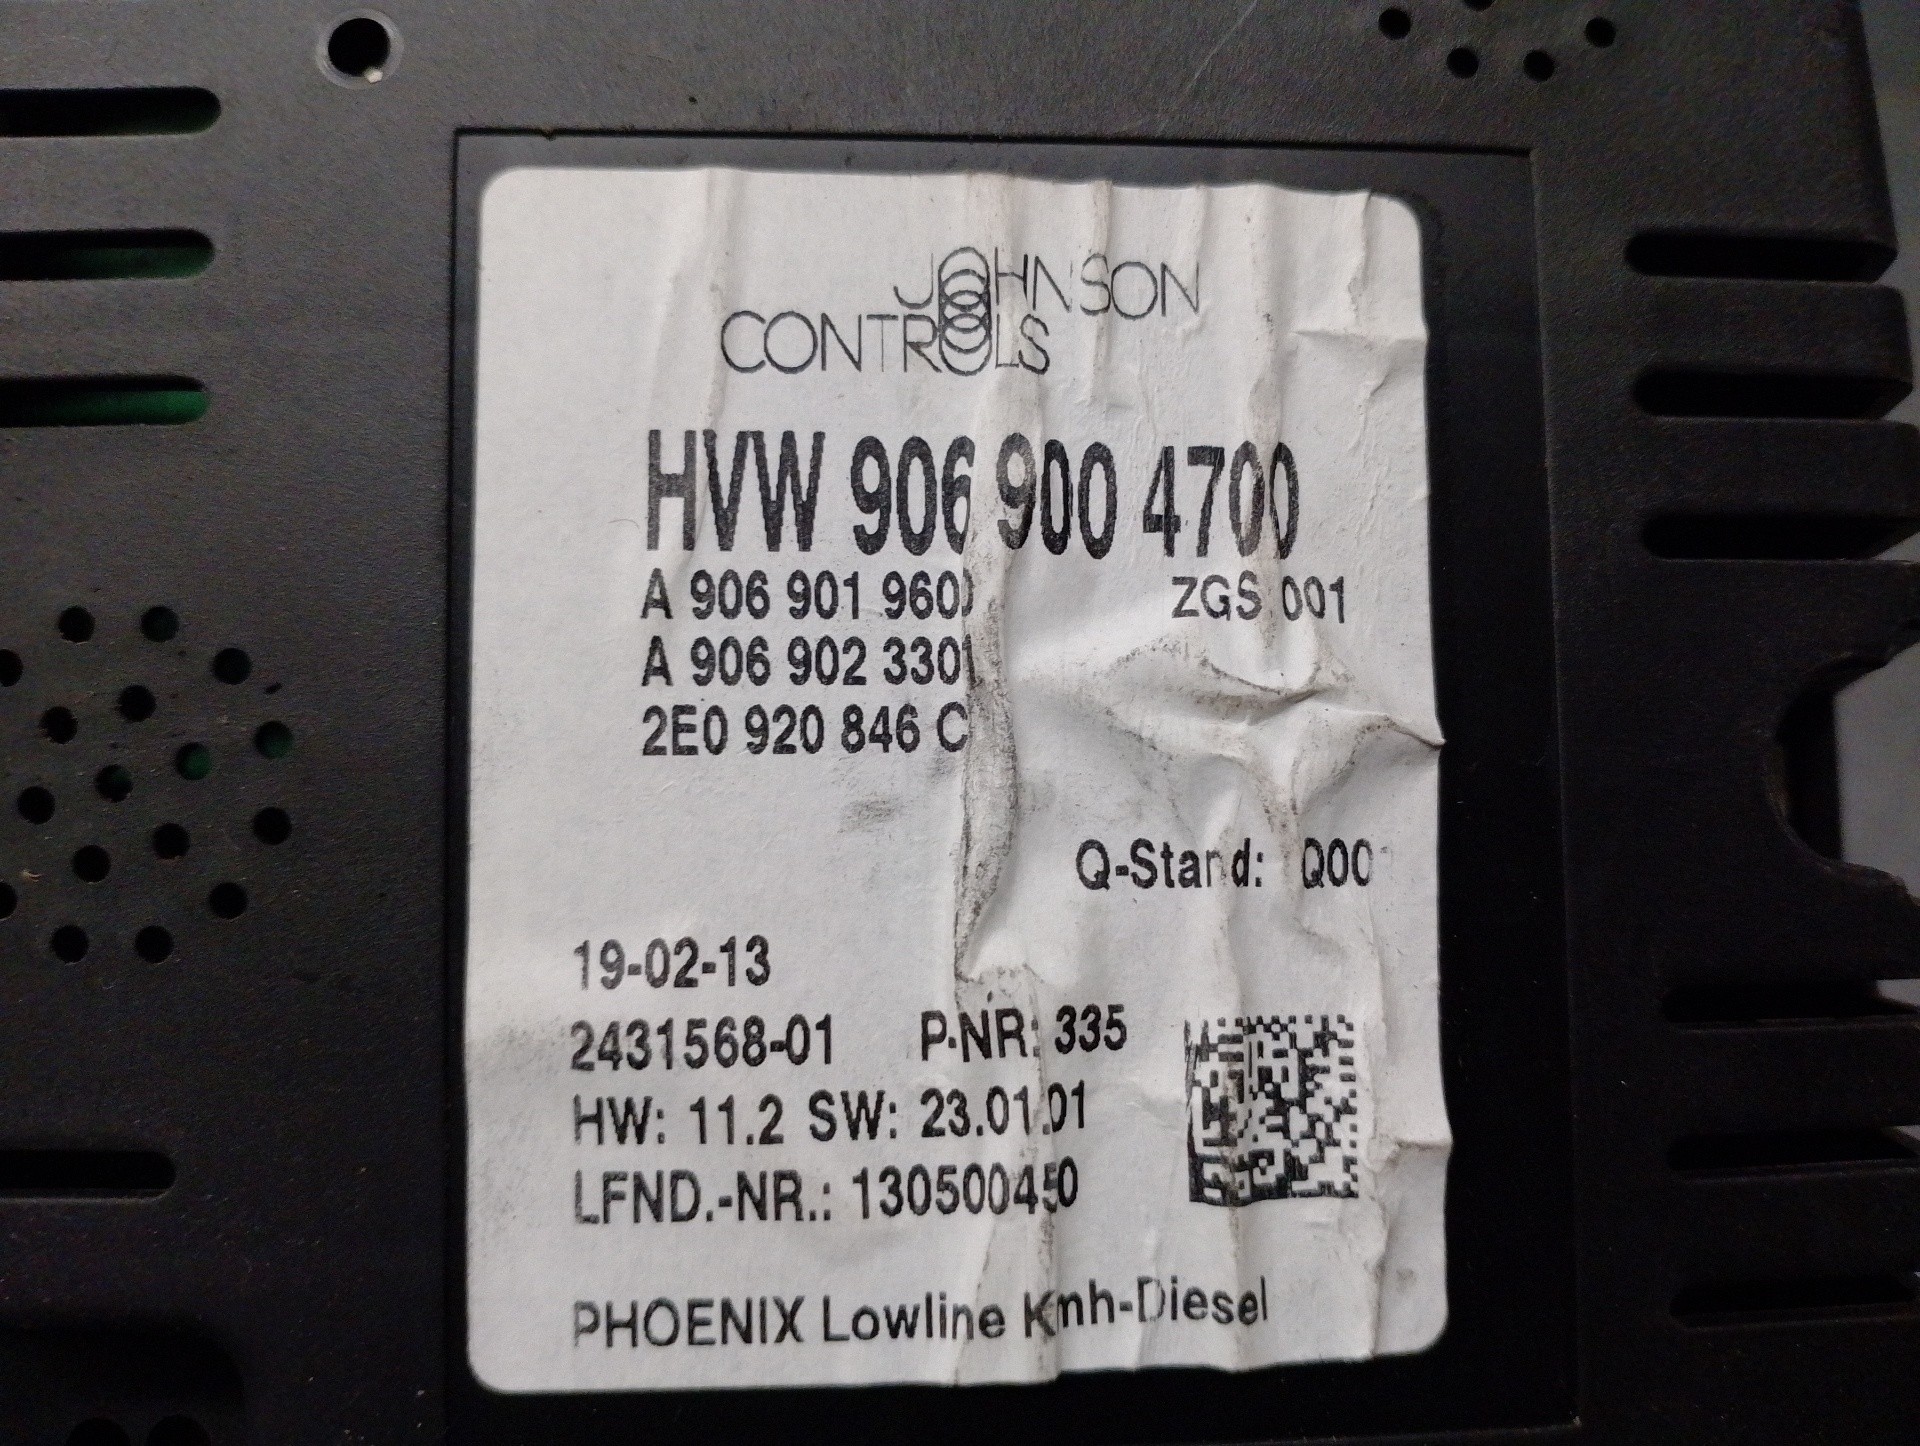 JOHNSON
CONTROLS
HVW 906 900 4700
A 906 901 960 ZGS 001
A 906 902 3301
2E0 920 846 C
Q-Stand:
19-02-13
2431568-01 P-NR: 335
HW: 11.2 SW: 23.01.01
LFND.-NR.: 130500450
PHOENIX Lowline Kmh-Diesel